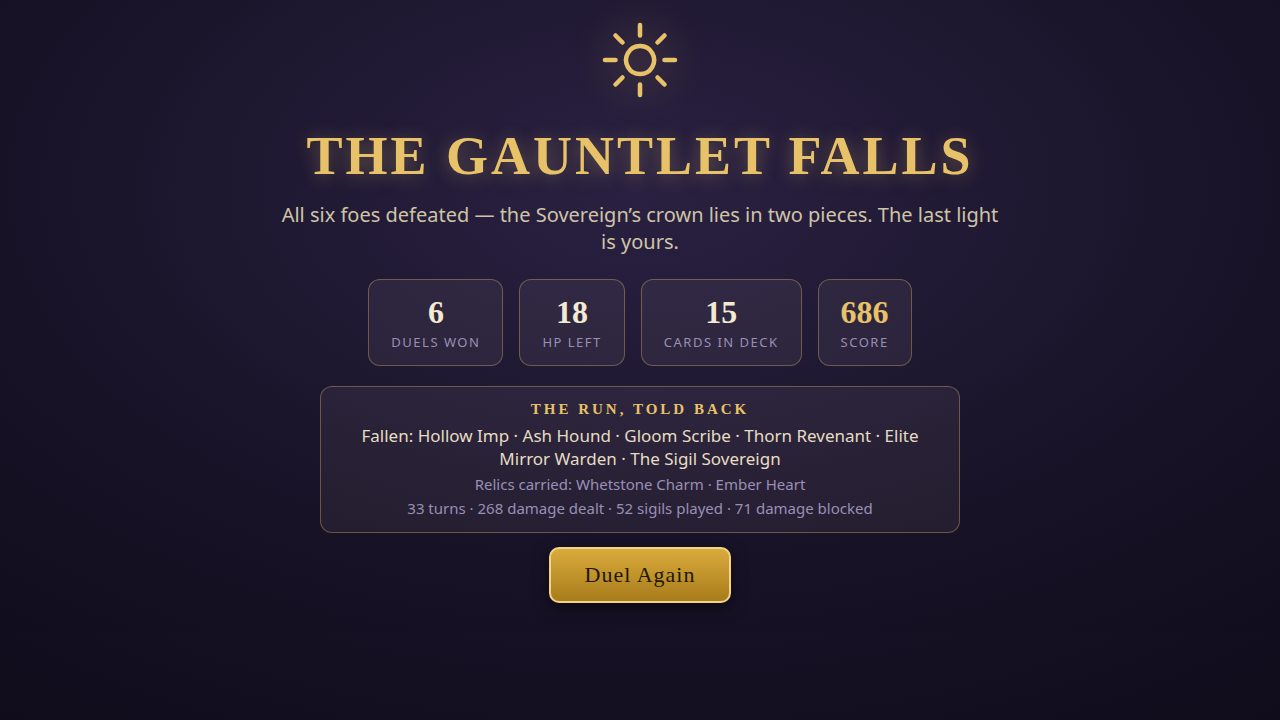 THE GAUNTLET FALLS
All six foes defeated — the Sovereign’s crown lies in two pieces. The last light
is yours.
6 18 15 686
DUELS WON HP LEFT CARDS IN DECK SCORE
THE RUN, TOLD BACK
Fallen: Hollow Imp · Ash Hound · Gloom Scribe · Thorn Revenant · Elite
Mirror Warden · The Sigil Sovereign
Relics carried: Whetstone Charm · Ember Heart
33 turns · 268 damage dealt · 52 sigils played · 71 damage blocked
Duel Again